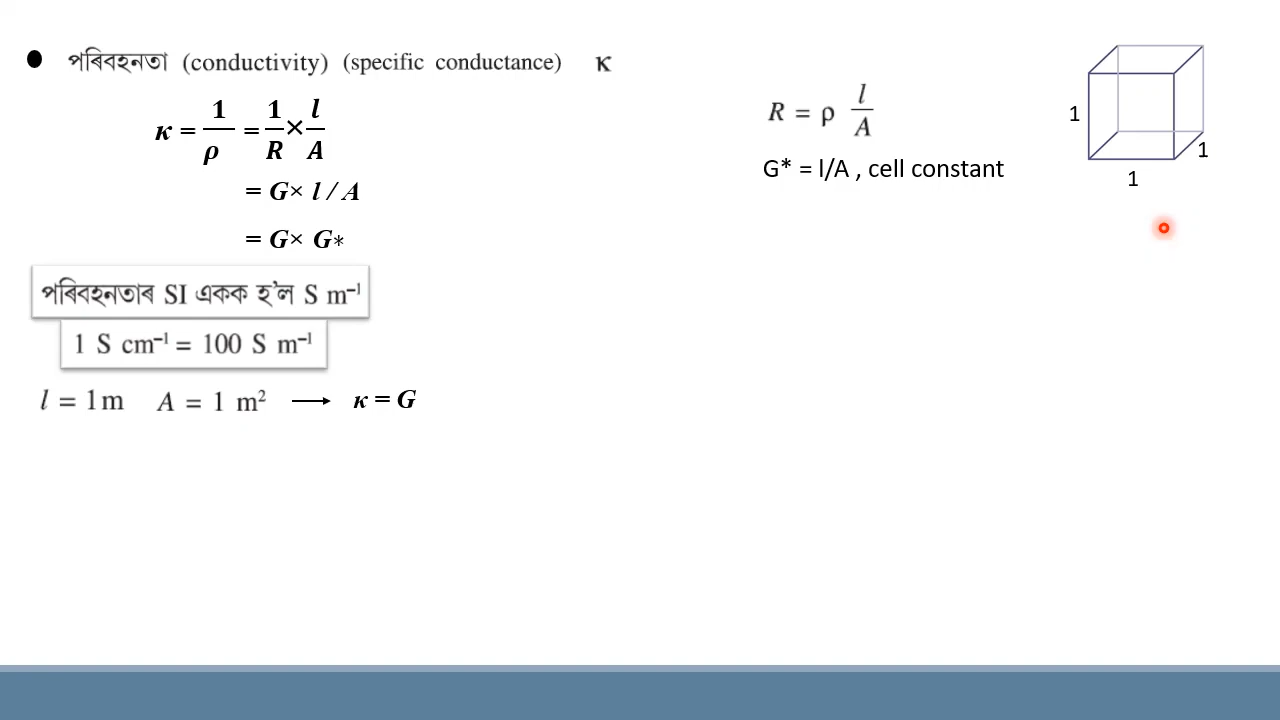 ● পৰিবহনতা (conductivity) (specific conductance) κ
κ = 1/ρ = 1/R × l/A
= G× l / A
= G× G*
পৰিবহনতাৰ SI একক হ’ল S m⁻¹
1 S cm⁻¹ = 100 S m⁻¹
l = 1m A = 1 m² ⟶ κ = G
R = ρ l/A
G* = l/A , cell constant
1
1
1